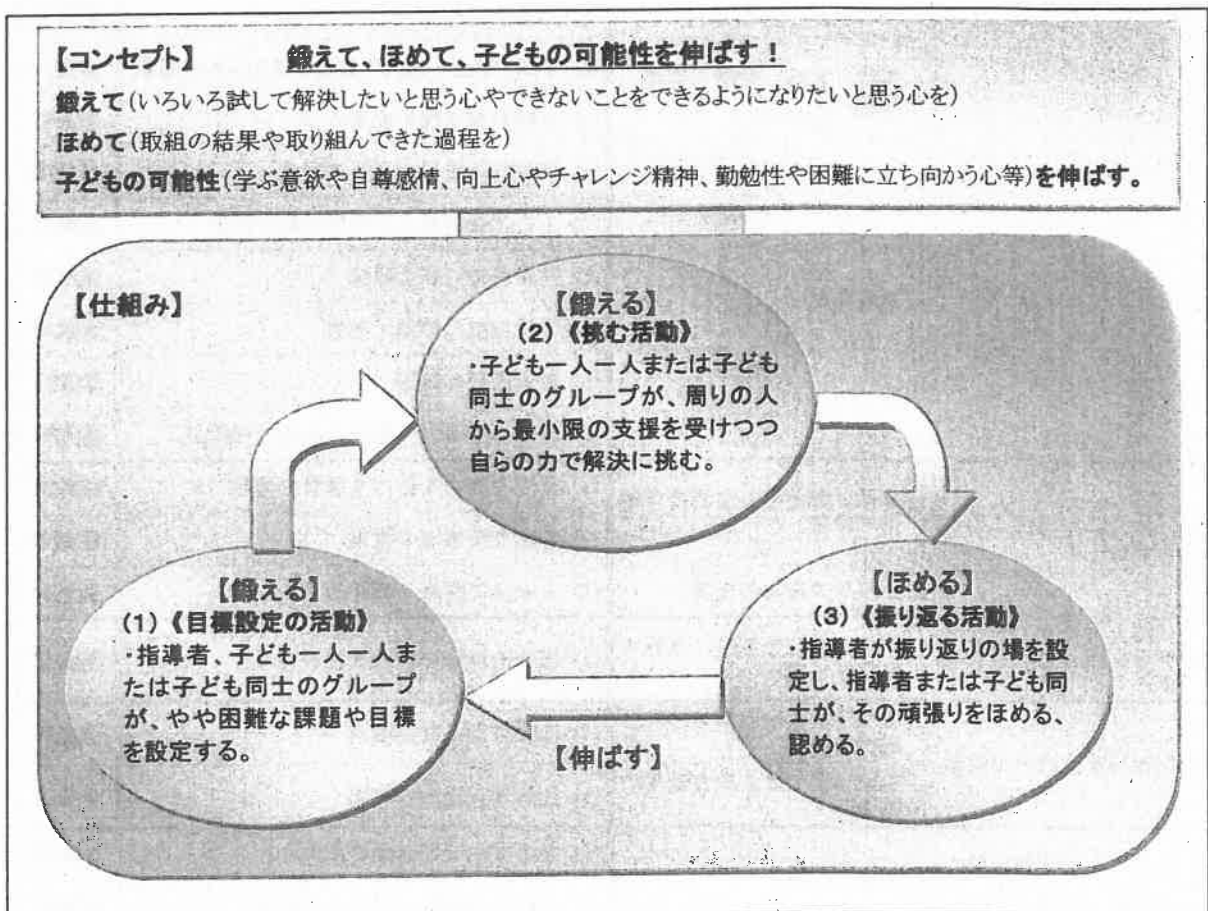 【コンセプト】 鍛えて、ほめて、子どもの可能性を伸ばす！
鍛えて(いろいろ試して解決したいと思う心やできないことをできるようになりたいと思う心を)
ほめて(取組の結果や取り組んできた過程を)
子どもの可能性(学ぶ意欲や自尊感情、向上心やチャレンジ精神、勤勉性や困難に立ち向かう心等)を伸ばす。
【仕組み】
【鍛える】
(2)《挑む活動》
・子ども一人一人または子ども
同士のグループが、周りの人
から最小限の支援を受けつつ
自らの力で解決に挑む。
【鍛える】
(1)《目標設定の活動》
・指導者、子ども一人一人ま
たは子ども同士のグループ
が、やや困難な課題や目標
を設定する。
【ほめる】
(3)《振り返る活動》
・指導者が振り返りの場を設
定し、指導者または子ども同
士が、その頑張りをほめる、
認める。
【伸ばす】